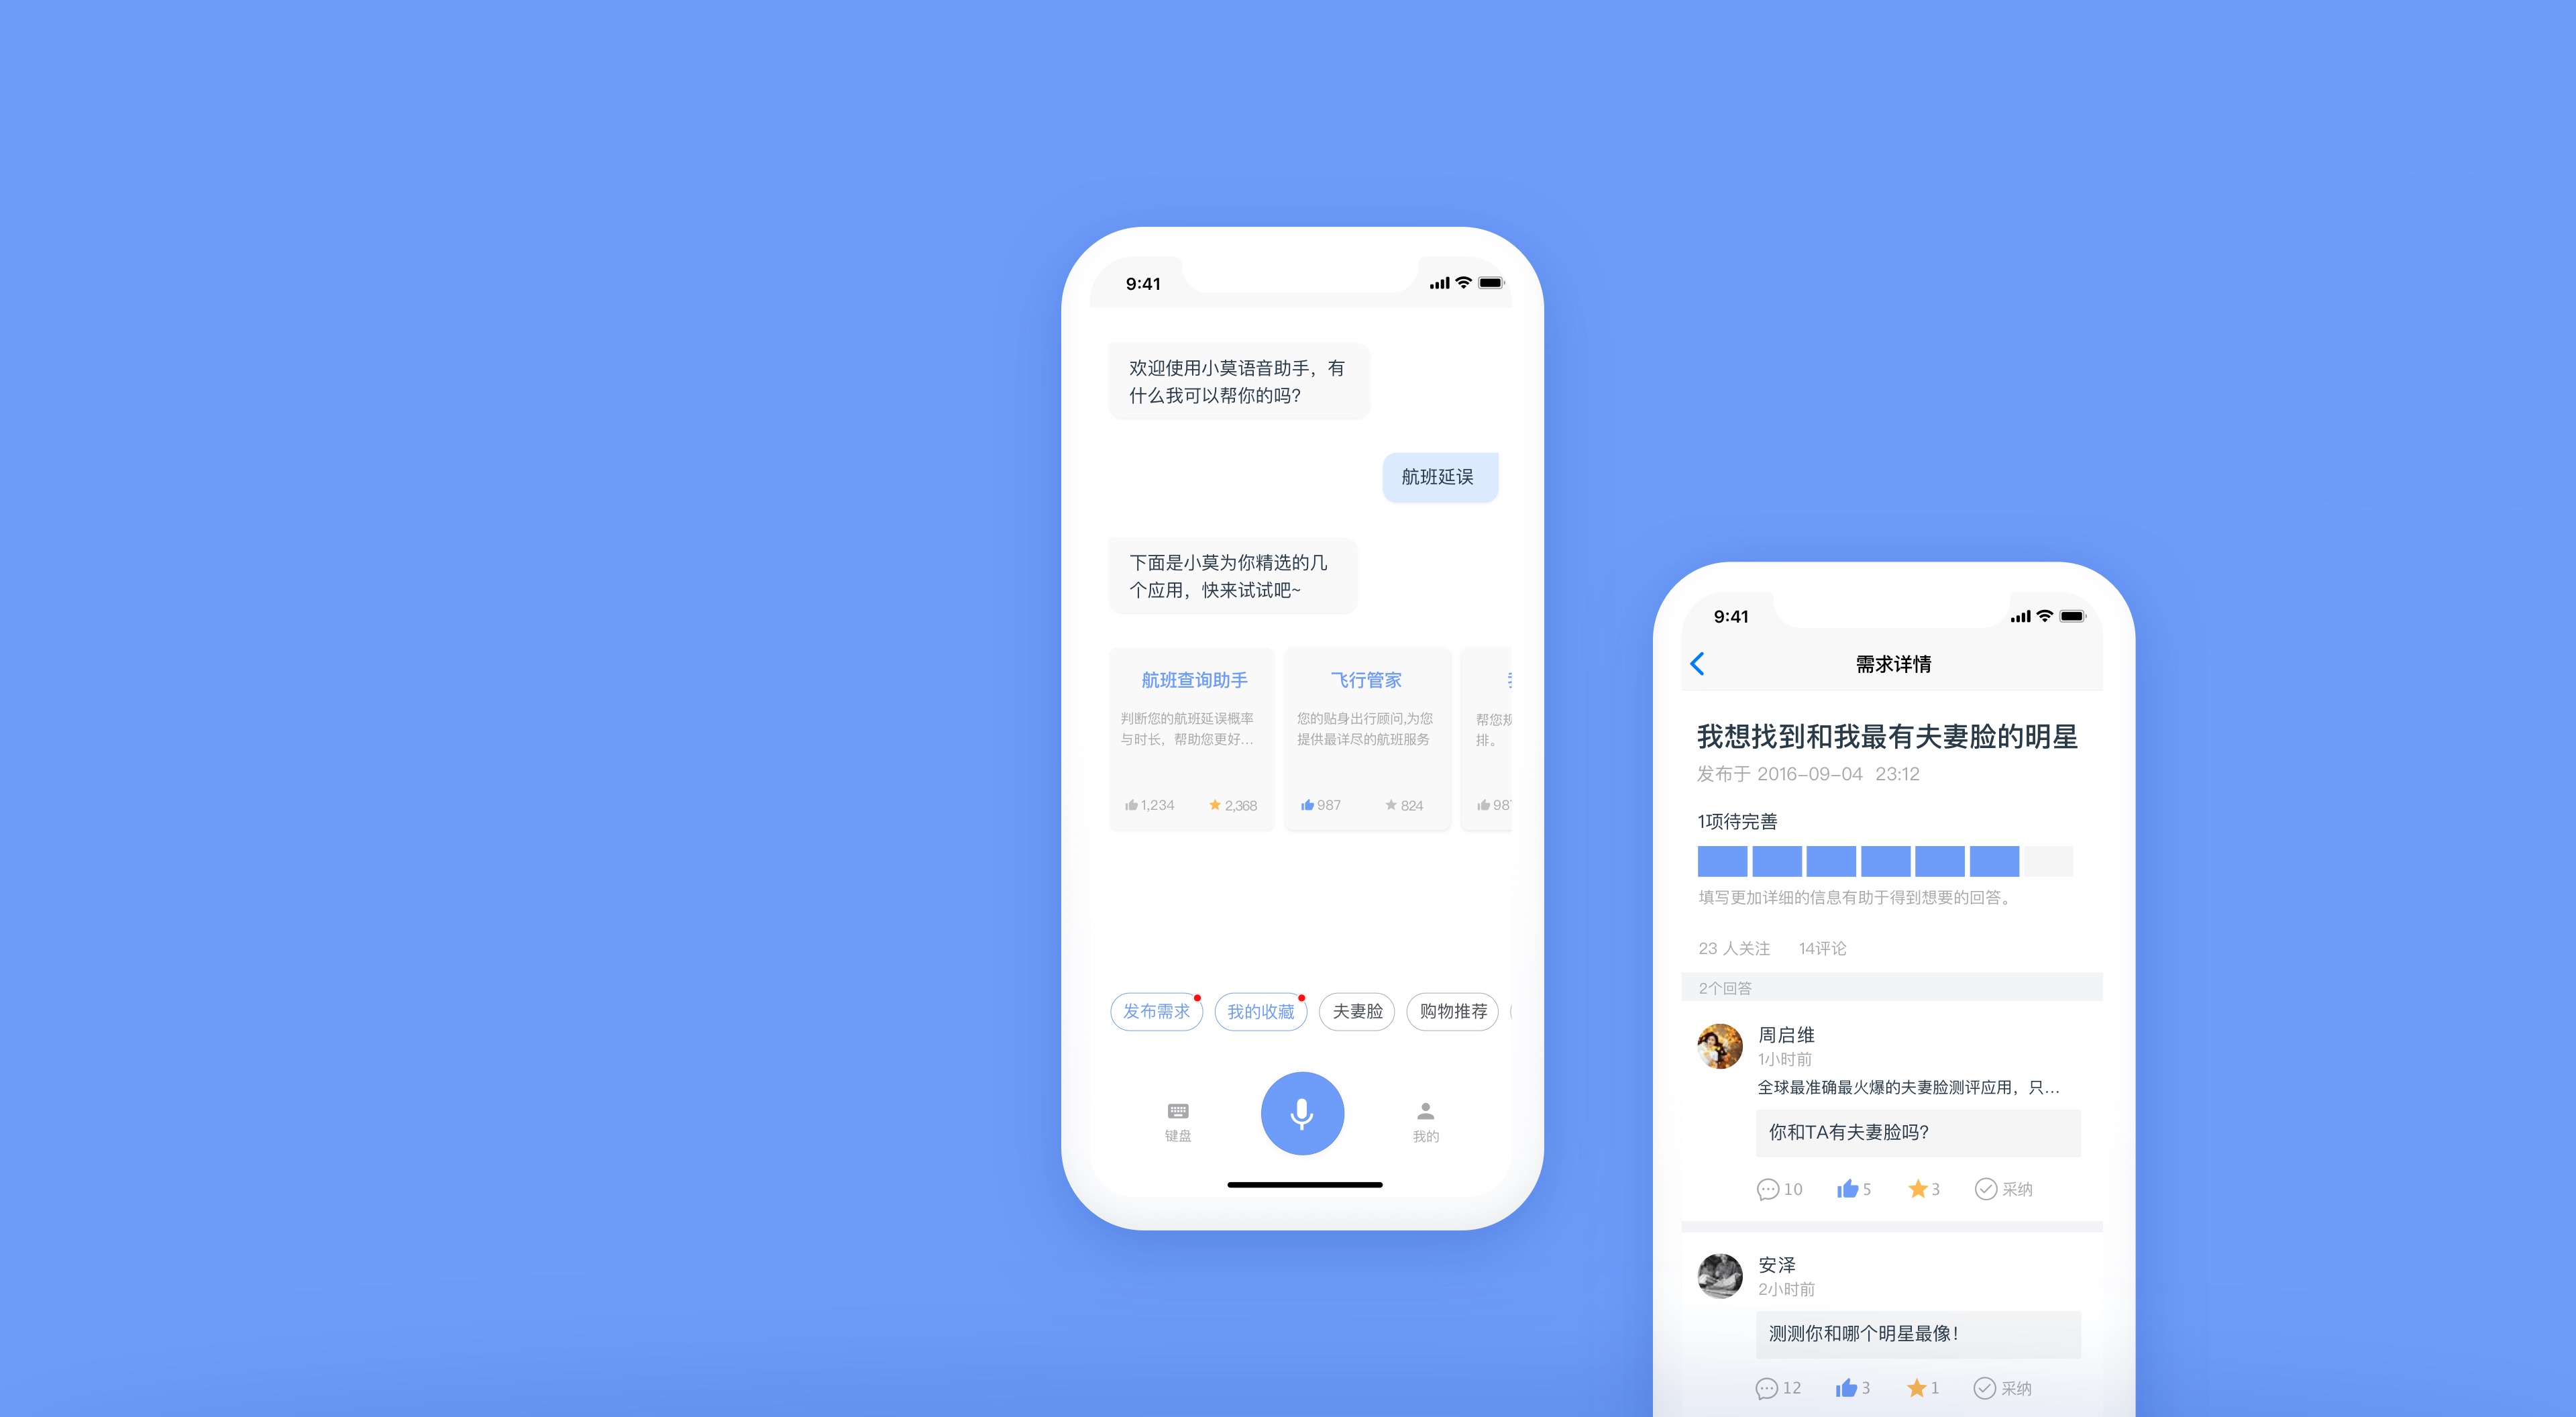 9:41
欢迎使用小莫语音助手，有
什么我可以帮你的吗？
航班延误
下面是小莫为你精选的几
个应用，快来试试吧~
航班查询助手
判断您的航班延误概率
与时长，帮助您更好...
1,234
2,368
飞行管家
您的贴身出行顾问,为您
提供最详尽的航班服务
987
824
帮您规
排。
98
发布需求
我的收藏
夫妻脸
购物推荐
键盘
我的
9:41
需求详情
我想找到和我最有夫妻脸的明星
发布于 2016-09-04 23:12
1项待完善
填写更加详细的信息有助于得到想要的回答。
23 人关注 14评论
2个回答
周启维
1小时前
全球最准确最火爆的夫妻脸测评应用，只...
你和TA有夫妻脸吗？
10 5 3 采纳
安泽
2小时前
测测你和哪个明星最像！
12 3 1 采纳